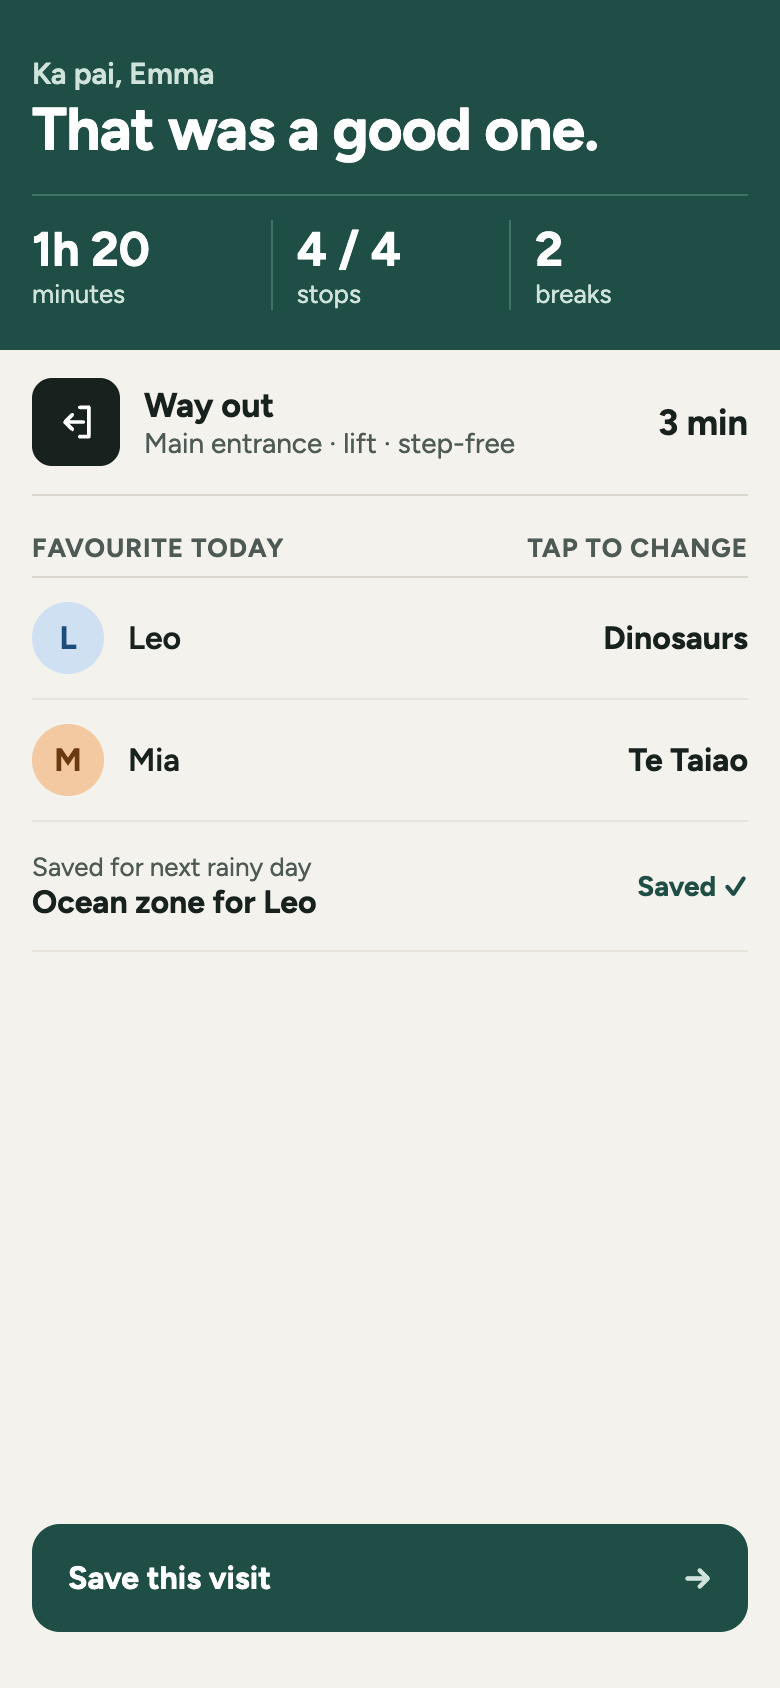 Ka pai, Emma
That was a good one.
1h 20
minutes
4 / 4
stops
2
breaks
Way out
Main entrance · lift · step-free
3 min
FAVOURITE TODAY
TAP TO CHANGE
L
Leo
Dinosaurs
M
Mia
Te Taiao
Saved for next rainy day
Ocean zone for Leo
Saved ✓
Save this visit →